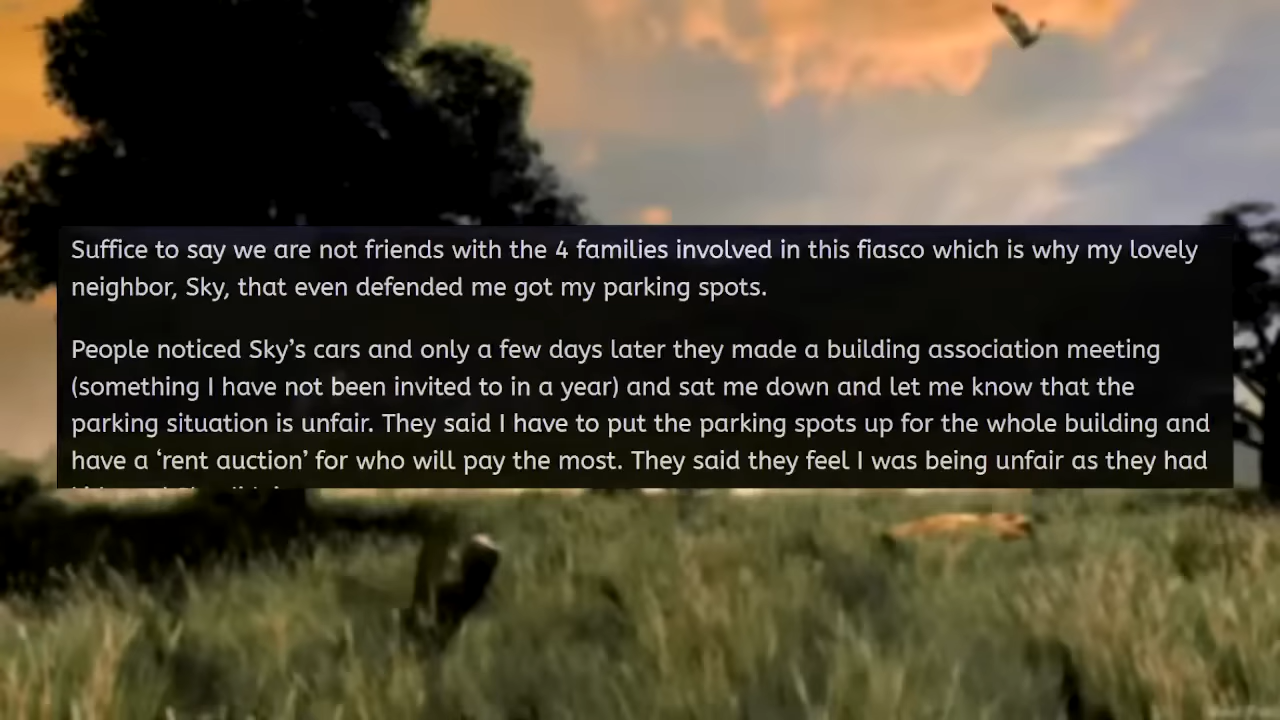 Suffice to say we are not friends with the 4 families involved in this fiasco which is why my lovely
neighbor, Sky, that even defended me got my parking spots.
People noticed Sky’s cars and only a few days later they made a building association meeting
(something I have not been invited to in a year) and sat me down and let me know that the
parking situation is unfair. They said I have to put the parking spots up for the whole building and
have a ‘rent auction’ for who will pay the most. They said they feel I was being unfair as they had